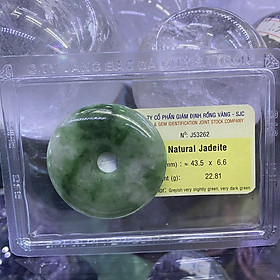 TY CỔ PHẦN GIÁM ĐỊNH RỒNG VÀNG - SJC
& GEM IDENTIFICATION JOINT STOCK COMPANY
Nº: J53262
Natural Jadeite
(mm) : ≈ 43.5 x 6.6
ht (g): 22.81
Greyish very slightly green, very dark green